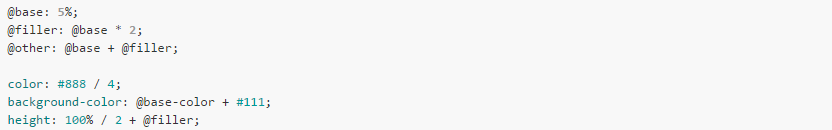 @base: 5%;
@filler: @base * 2;
@other: @base + @filler;
color: #888 / 4;
background-color: @base-color + #111;
height: 100% / 2 + @filler;